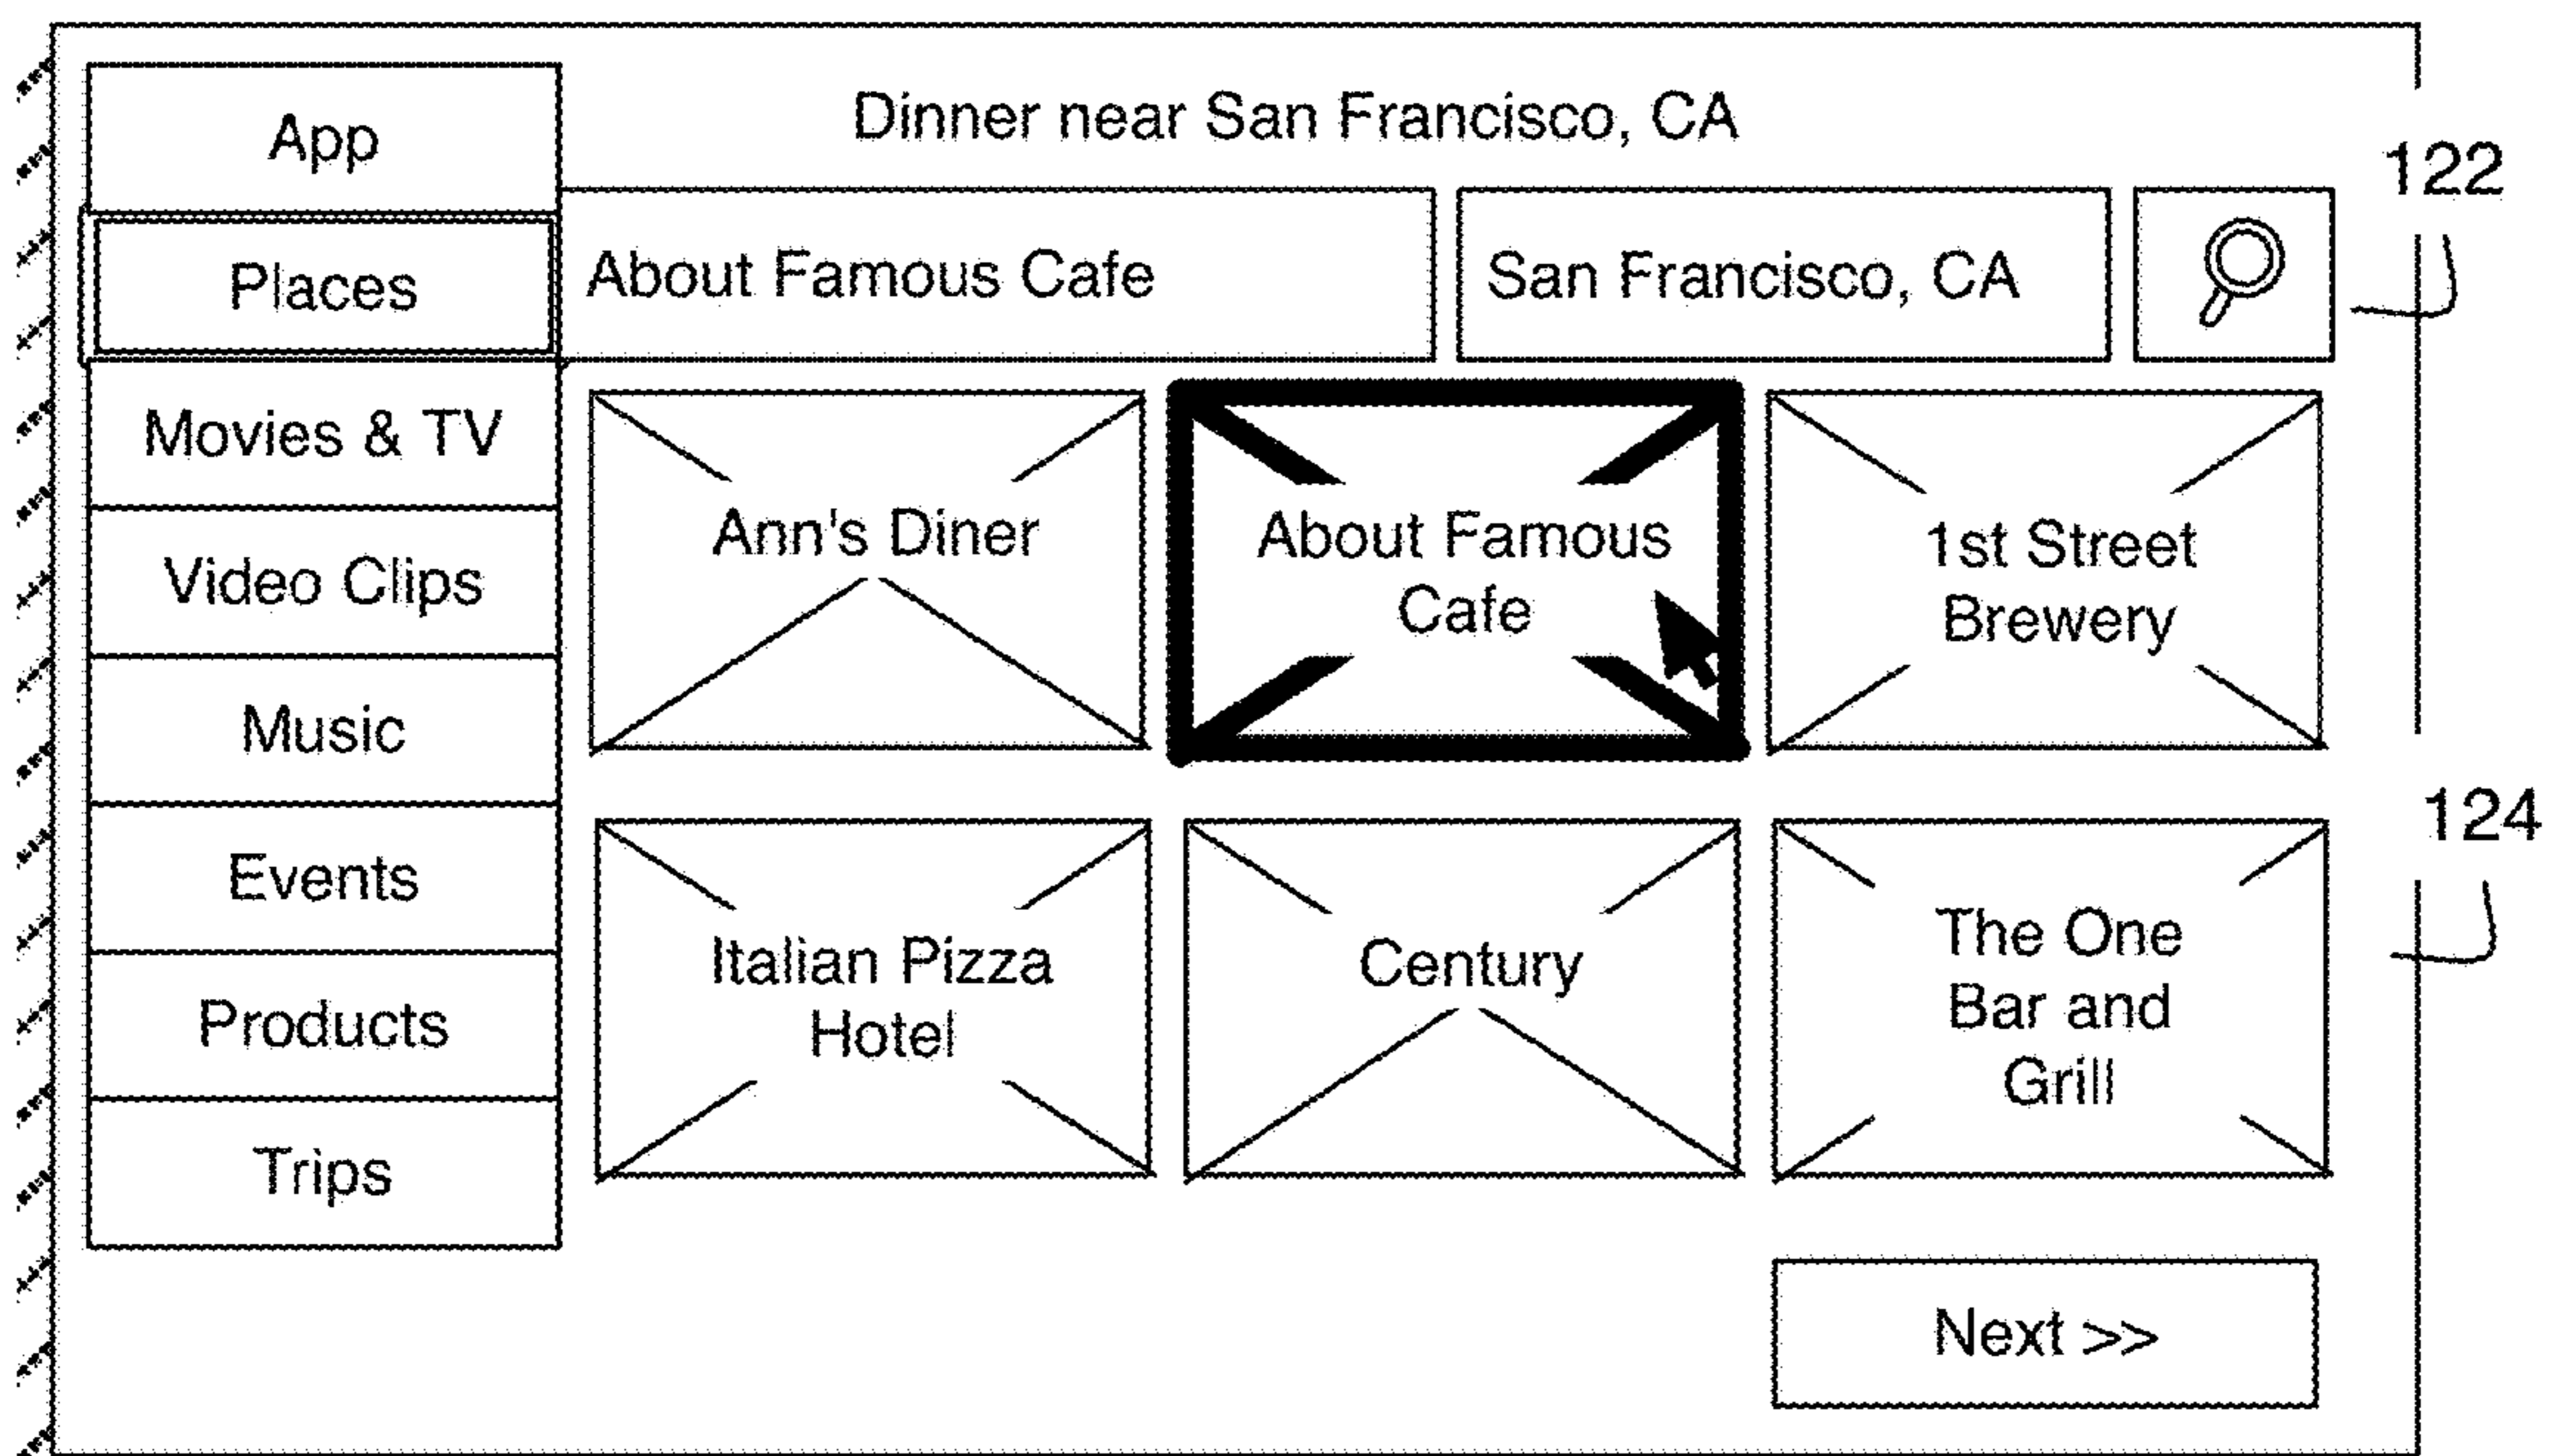 App
Dinner near San Francisco, CA
122
Places
About Famous Cafe
San Francisco, CA
Movies & TV
Video Clips
Music
Events
Products
Trips
Ann's Diner
About Famous
Cafe
1st Street
Brewery
124
Italian Pizza
Hotel
Century
The One
Bar and
Grill
Next >>